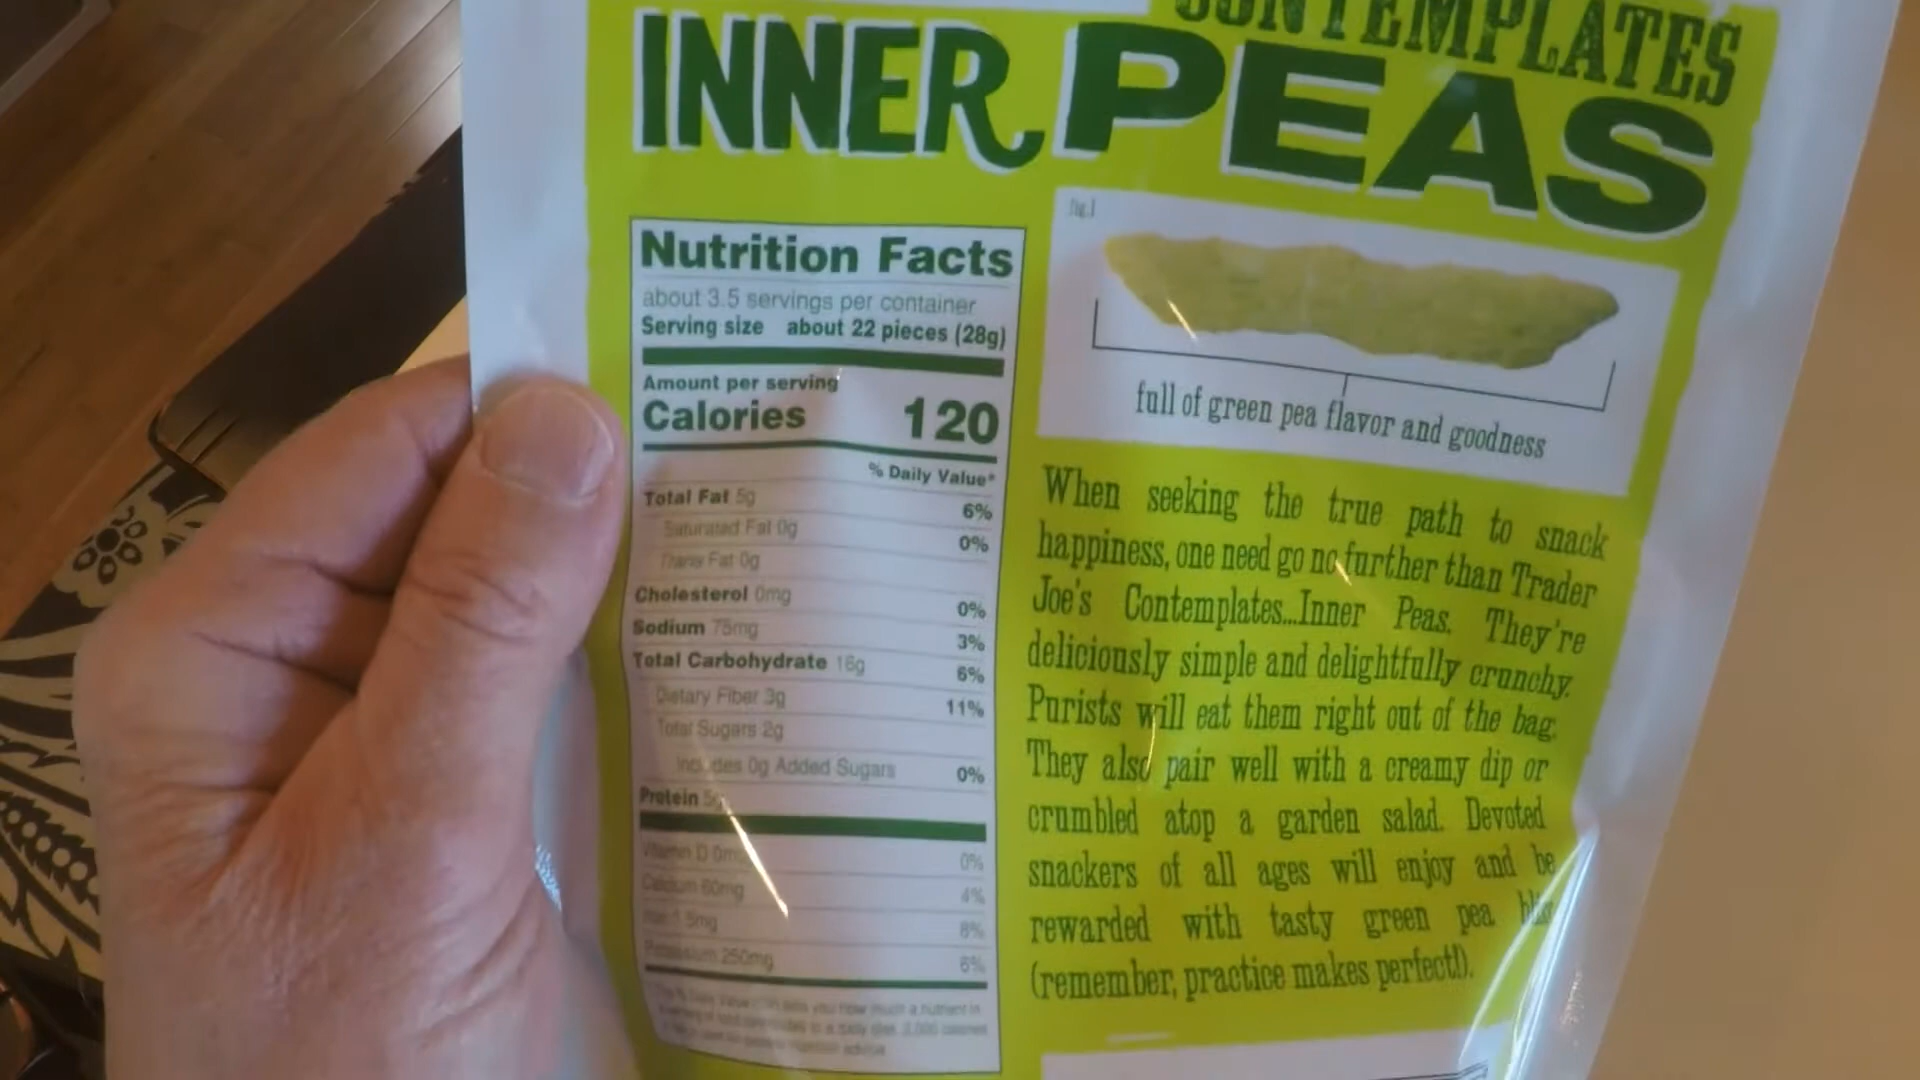 CONTEMPLATES
INNER PEAS
Nutrition Facts
about 3.5 servings per container
Serving size about 22 pieces (28g)
Amount per serving
Calories 120
% Daily Value*
Total Fat 5g 6%
Saturated Fat 0g 0%
Trans Fat 0g
Cholesterol 0mg 0%
Sodium 75mg 3%
Total Carbohydrate 16g 6%
Dietary Fiber 3g 11%
Total Sugars 2g
Includes 0g Added Sugars 0%
Protein 5g
Vitamin D 0mcg 0%
Calcium 60mg 4%
Iron 1.5mg 8%
Potassium 250mg 6%
fig.1
full of green pea flavor and goodness
When seeking the true path to snack
happiness, one need go no further than Trader
Joe's Contemplates...Inner Peas. They're
deliciously simple and delightfully crunchy.
Purists will eat them right out of the bag.
They also pair well with a creamy dip or
crumbled atop a garden salad. Devoted
snackers of all ages will enjoy and be
rewarded with tasty green pea bliss
(remember, practice makes perfect!).